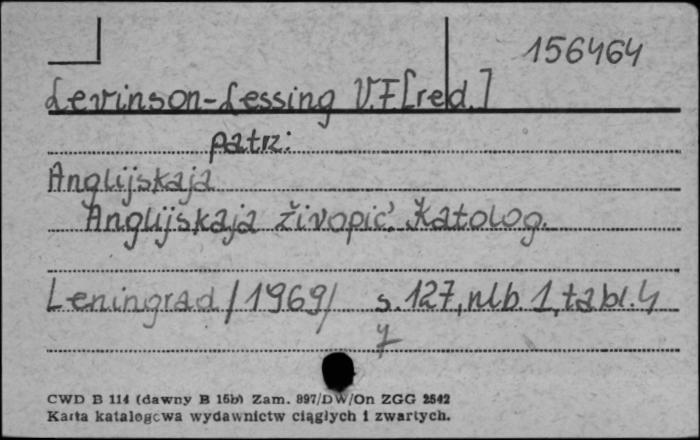 156464
Levinson-Lessing V.F[red.]
patrz:
Anglijskaja
Anglijskaja živopić. Katolog.
Leningrad /1969/ s.127, nlb 1, tabl. 4
CWD B 114 (dawny B 15b) Zam. 897/DW/On ZGG 2542
Karta katalogowa wydawnictw ciągłych i zwartych.